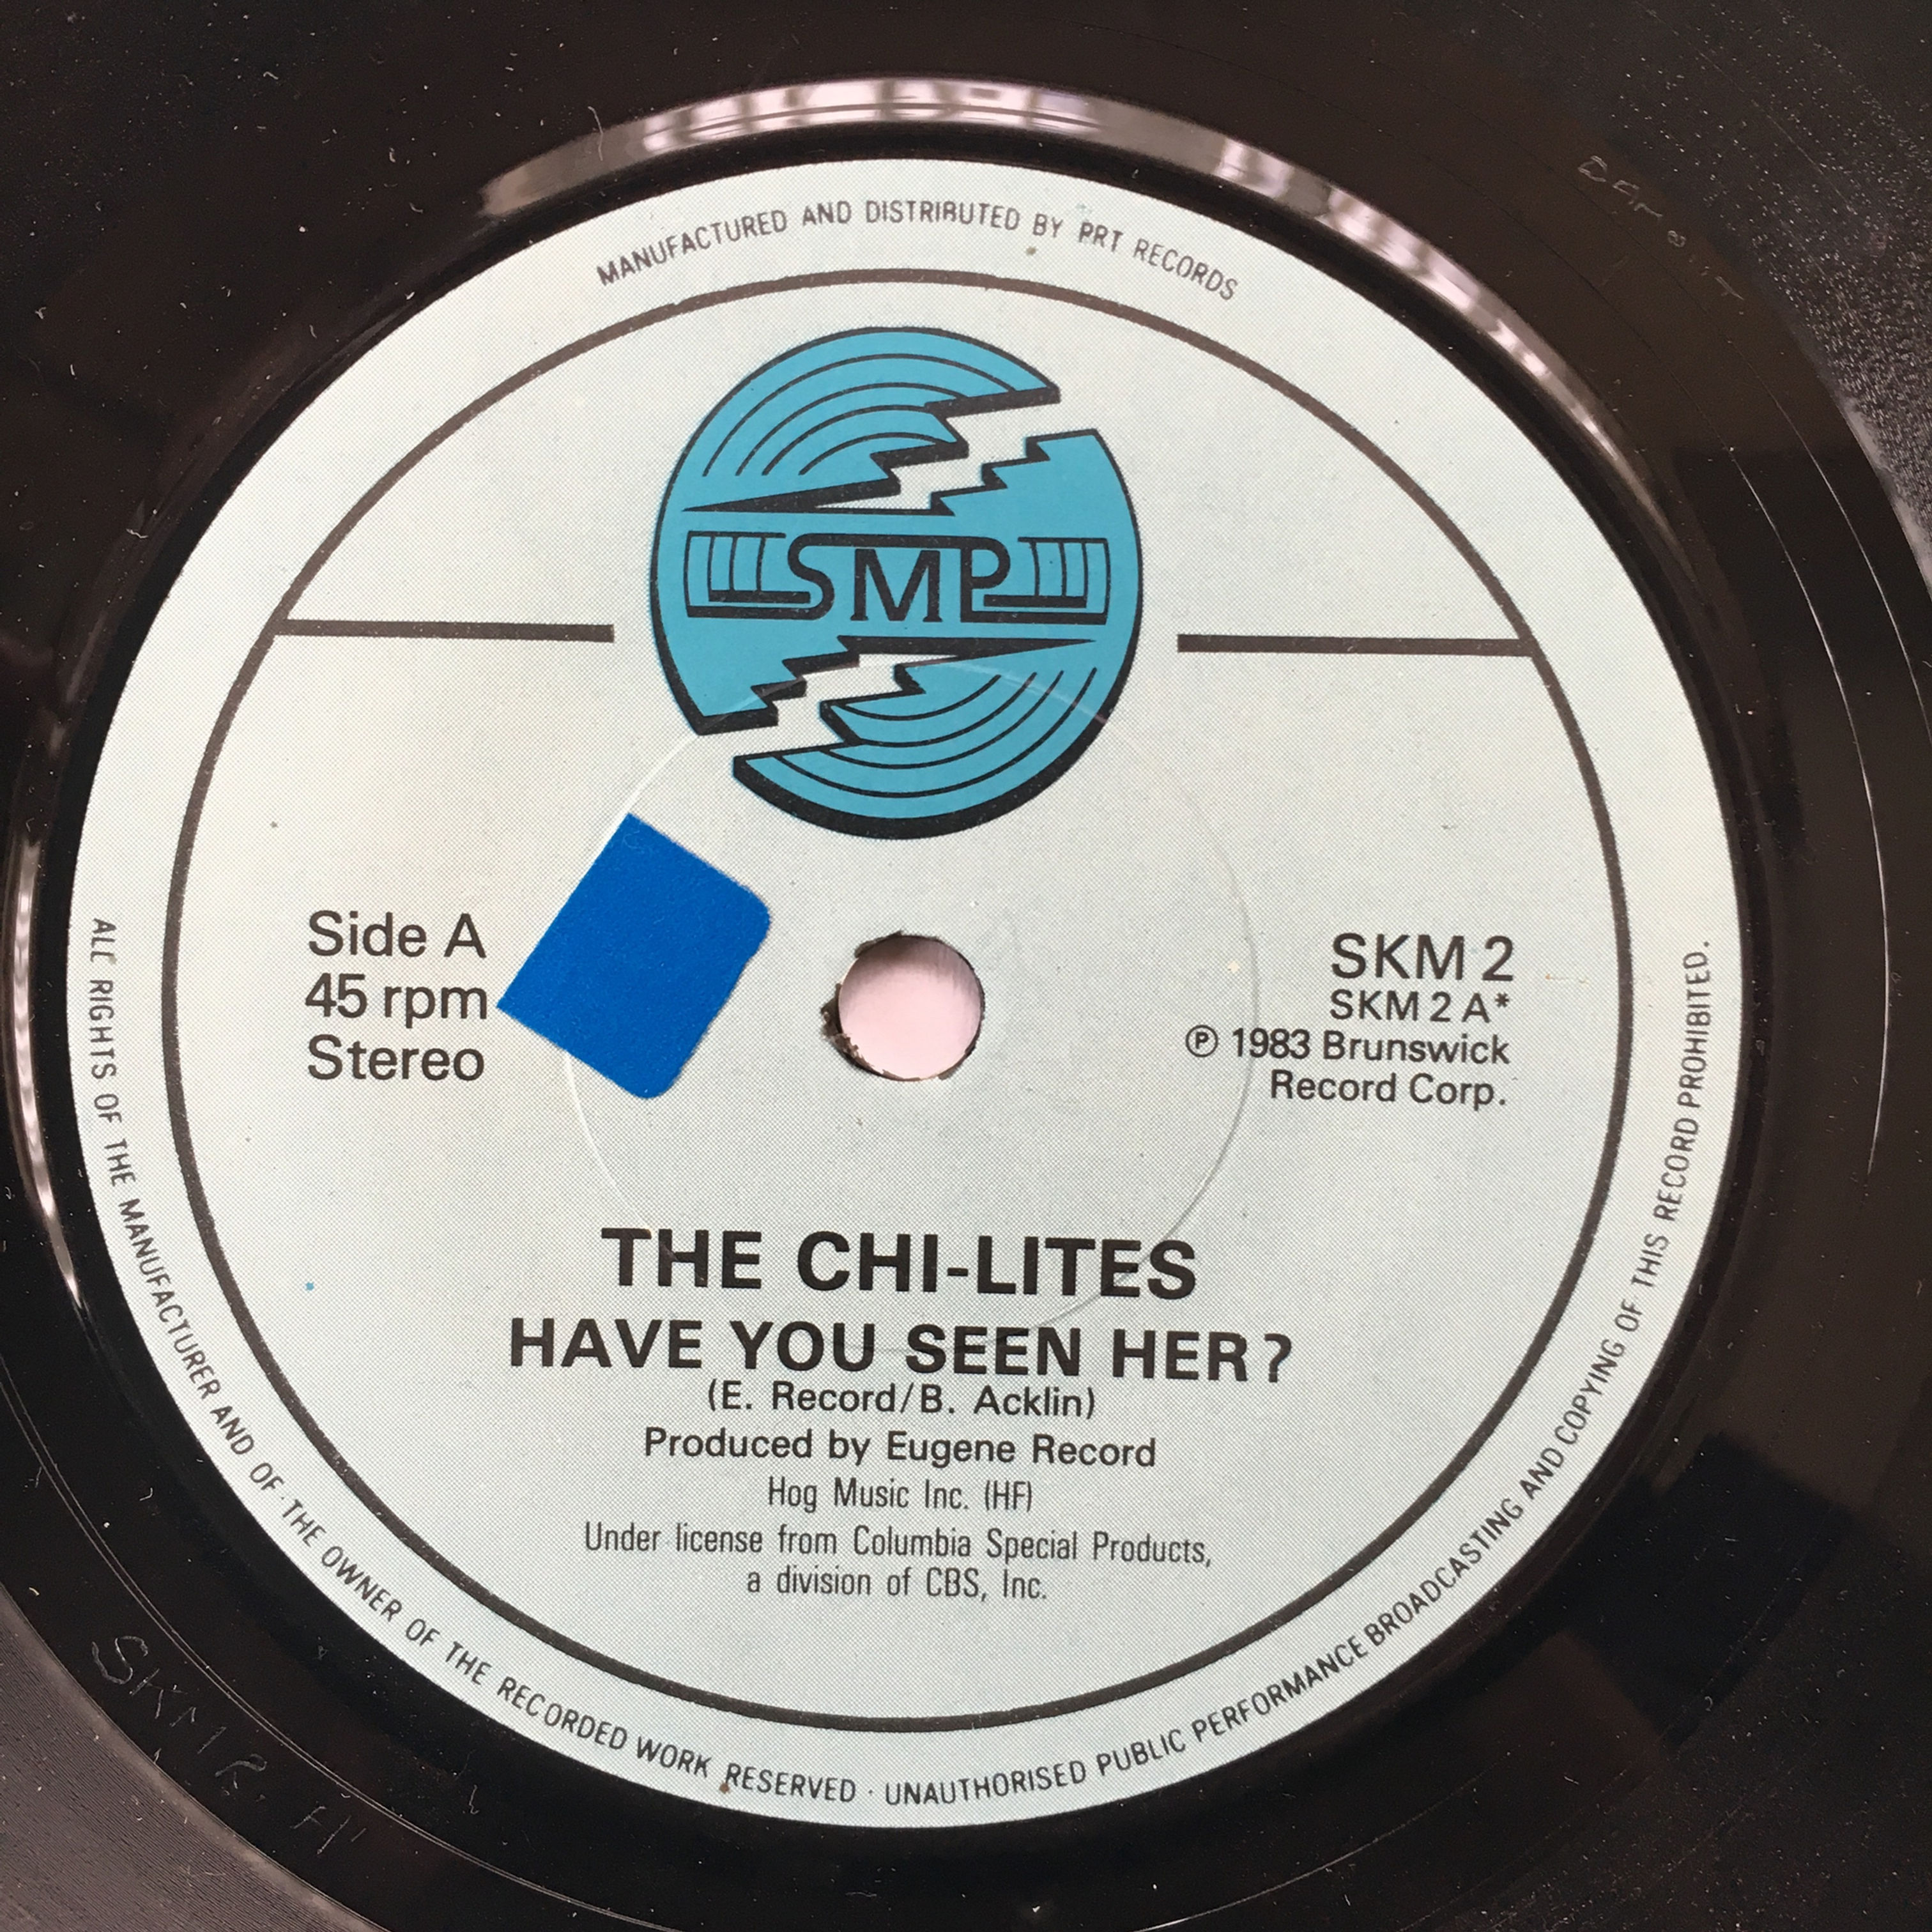 MANUFACTURED AND DISTRIBUTED BY PRT RECORDS
SMP
Side A
45 rpm
Stereo
SKM 2
SKM 2 A*
℗ 1983 Brunswick
Record Corp.
THE CHI-LITES
HAVE YOU SEEN HER?
(E. Record/B. Acklin)
Produced by Eugene Record
Hog Music Inc. (HF)
Under license from Columbia Special Products,
a division of CBS, Inc.
ALL RIGHTS OF THE MANUFACTURER AND OF THE OWNER OF THE RECORDED WORK RESERVED · UNAUTHORISED PUBLIC PERFORMANCE BROADCASTING AND COPYING OF THIS RECORD PROHIBITED.